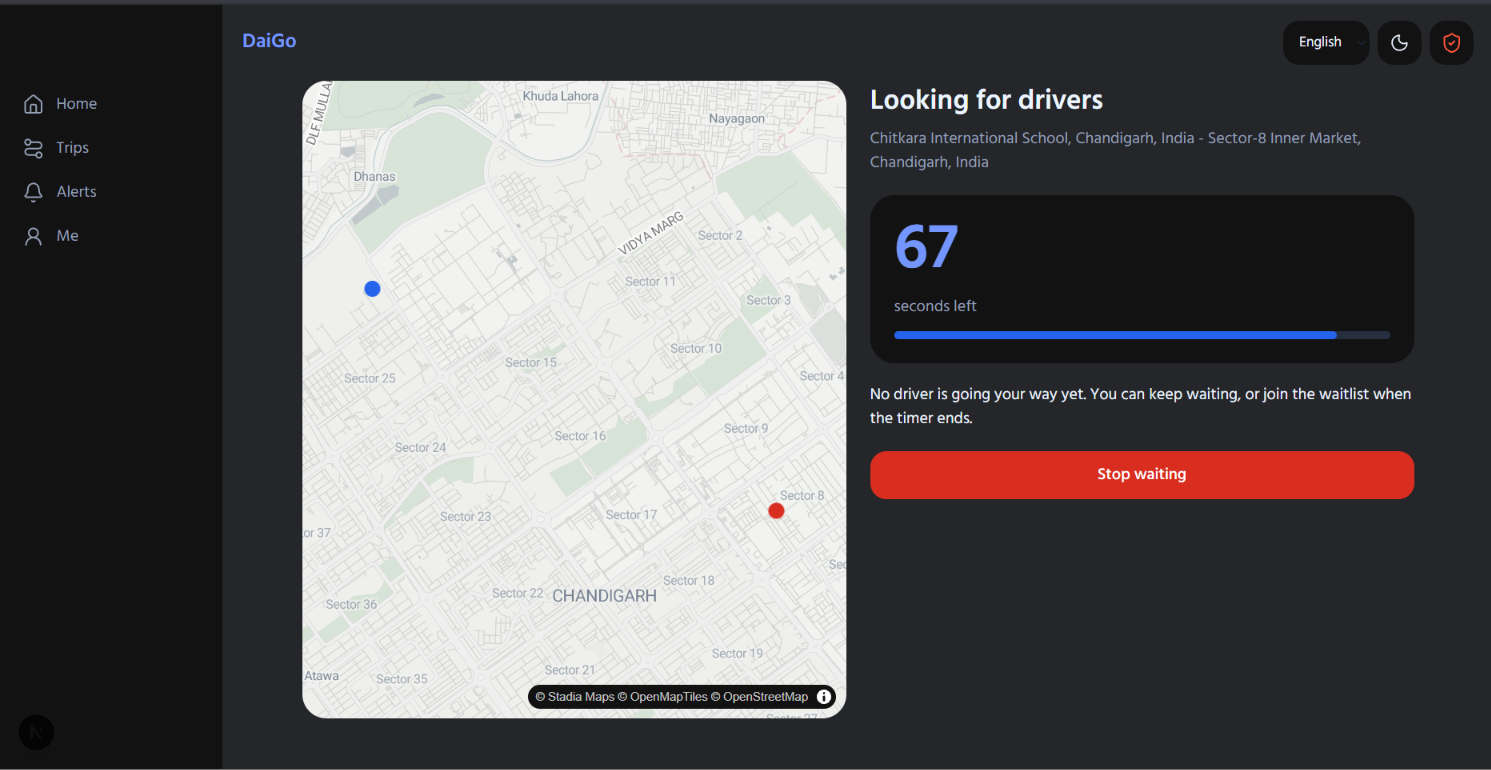 DaiGo
English
Home
Trips
Alerts
Me
DLF MULLA
Khuda Lahora
Nayagaon
Dhanas
VIDYA MARG
Sector 2
Sector 11
Sector 3
Sector 10
Sector 15
Sector 25
Sector 4
Sector 9
Sector 16
Sector 24
Sector 8
Sector 23
Sector 17
or 37
Sec
Sector 18
Sector 22
CHANDIGARH
Sector 36
Sector 19
Sector 21
Atawa
Sector 35
© Stadia Maps © OpenMapTiles © OpenStreetMap
Sector 27
Looking for drivers
Chitkara International School, Chandigarh, India - Sector-8 Inner Market,
Chandigarh, India
67
seconds left
No driver is going your way yet. You can keep waiting, or join the waitlist when
the timer ends.
Stop waiting
N